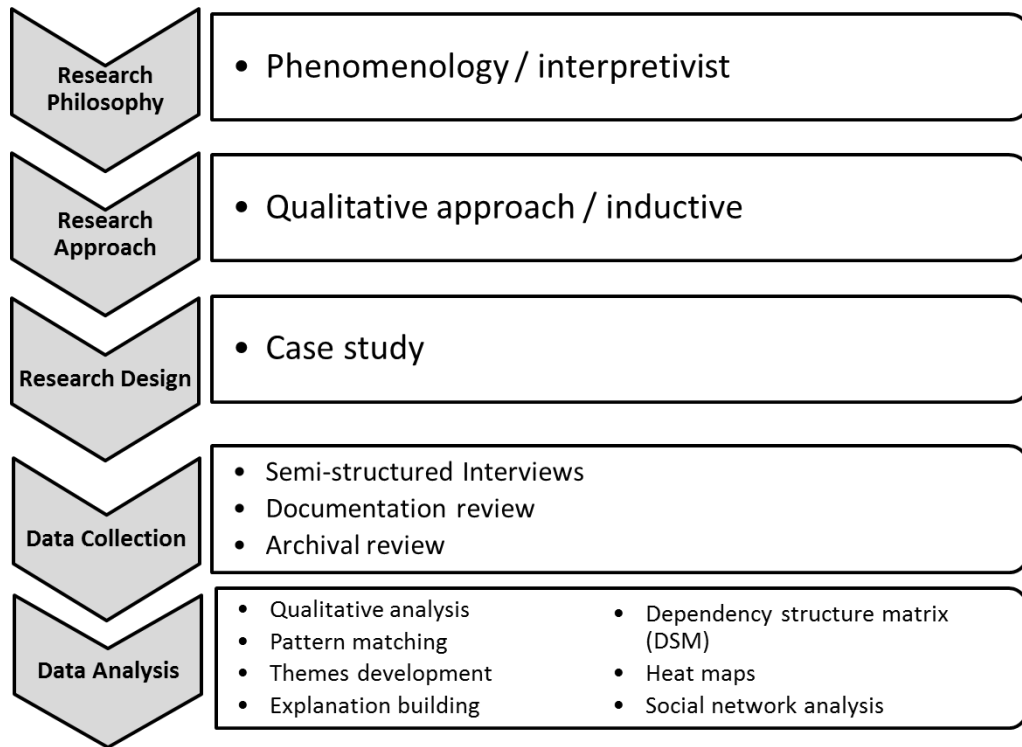 Research
Philosophy
• Phenomenology / interpretivist
Research
Approach
• Qualitative approach / inductive
Research Design
• Case study
Data Collection
• Semi-structured Interviews
• Documentation review
• Archival review
Data Analysis
• Qualitative analysis
• Pattern matching
• Themes development
• Explanation building
• Dependency structure matrix
(DSM)
• Heat maps
• Social network analysis